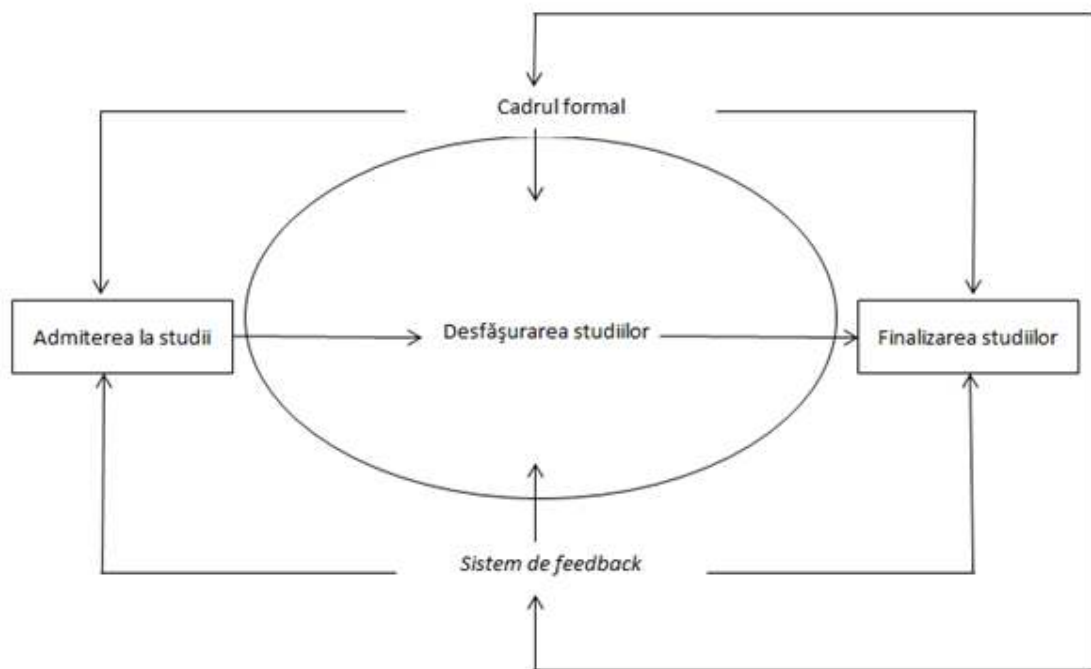 Cadrul formal
Admiterea la studii
Desfăşurarea studiilor
Finalizarea studiilor
Sistem de feedback